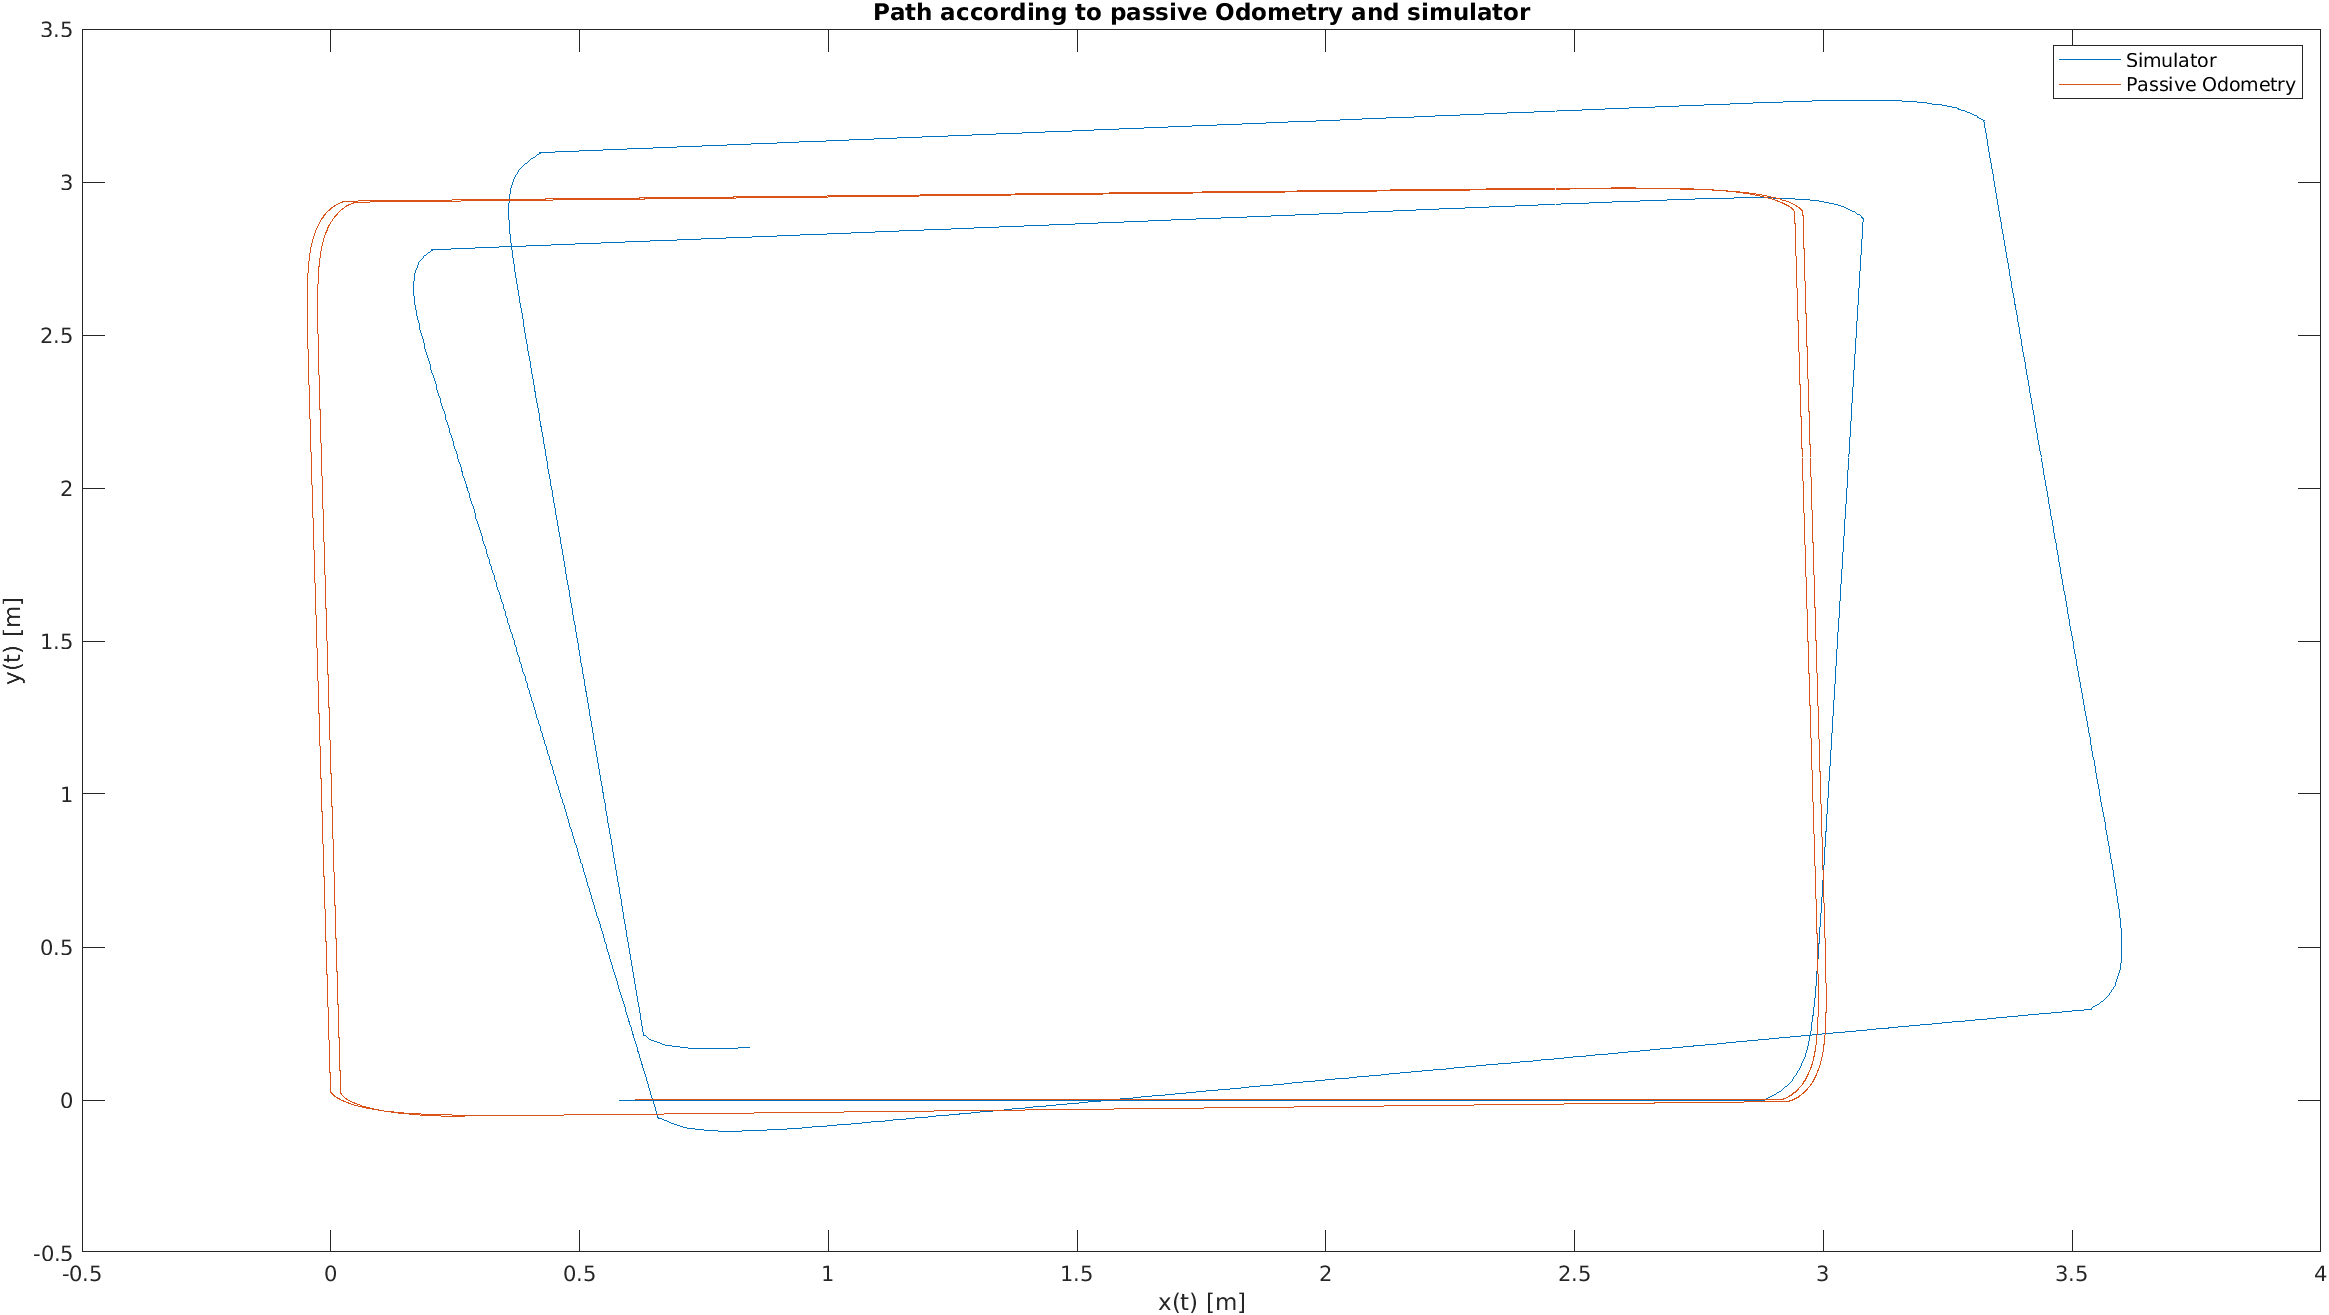 Path according to passive Odometry and simulator
Simulator
Passive Odometry
3.5
3
2.5
2
1.5
1
0.5
0
-0.5
y(t) [m]
-0.5 0 0.5 1 1.5 2 2.5 3 3.5 4
x(t) [m]